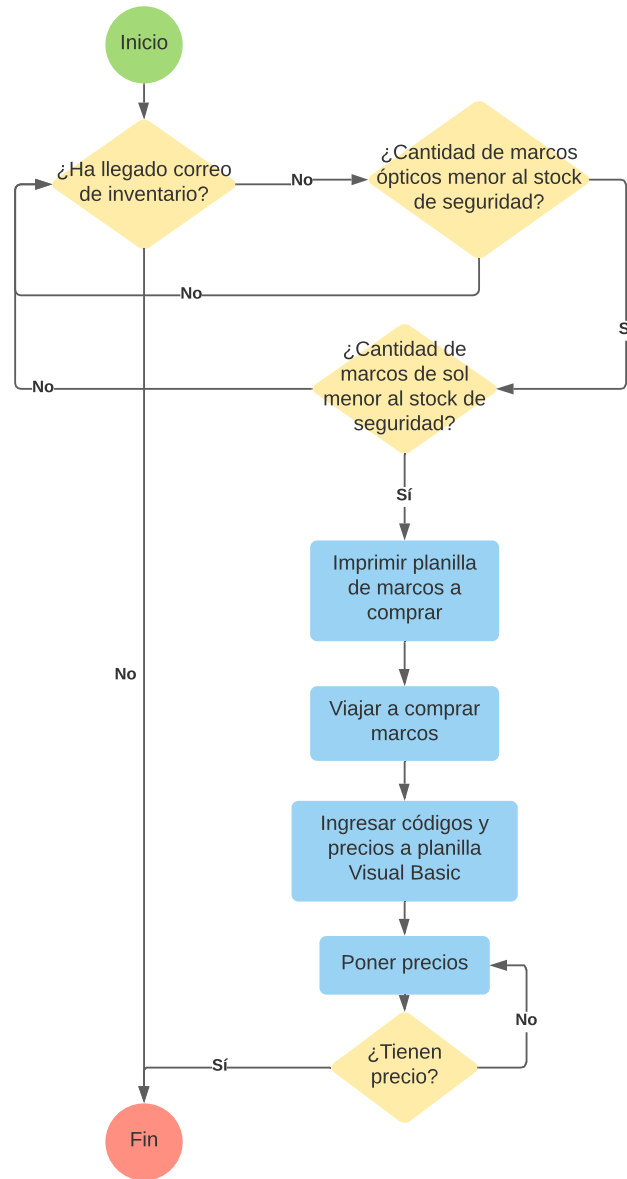 Inicio
¿Ha llegado correo
de inventario?
No
¿Cantidad de marcos
ópticos menor al stock
de seguridad?
No
¿Cantidad de
marcos de sol
menor al stock de
seguridad?
No
Sí
Imprimir planilla
de marcos a
comprar
No
Viajar a comprar
marcos
Ingresar códigos y
precios a planilla
Visual Basic
Poner precios
No
¿Tienen
precio?
Sí
Fin